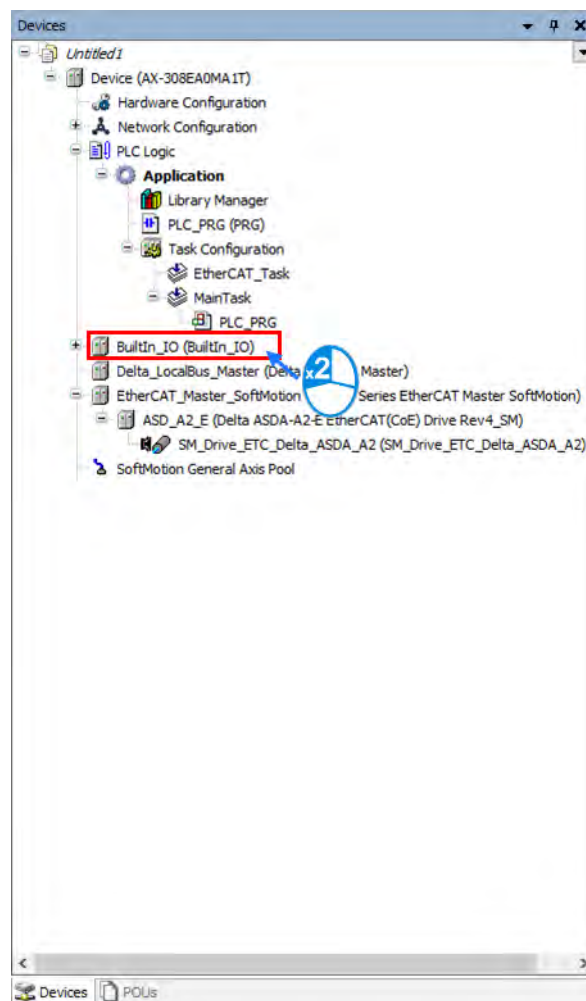 Devices
Untitled1
Device (AX-308EA0MA1T)
Hardware Configuration
Network Configuration
PLC Logic
Application
Library Manager
PLC_PRG (PRG)
Task Configuration
EtherCAT_Task
MainTask
PLC_PRG
BuiltIn_IO (BuiltIn_IO)
Delta_LocalBus_Master (Delta Master)
x2
EtherCAT_Master_SoftMotion Series EtherCAT Master SoftMotion)
ASD_A2_E (Delta ASDA-A2-E EtherCAT(CoE) Drive Rev4_SM)
SM_Drive_ETC_Delta_ASDA_A2 (SM_Drive_ETC_Delta_ASDA_A2)
SoftMotion General Axis Pool
Devices POUs